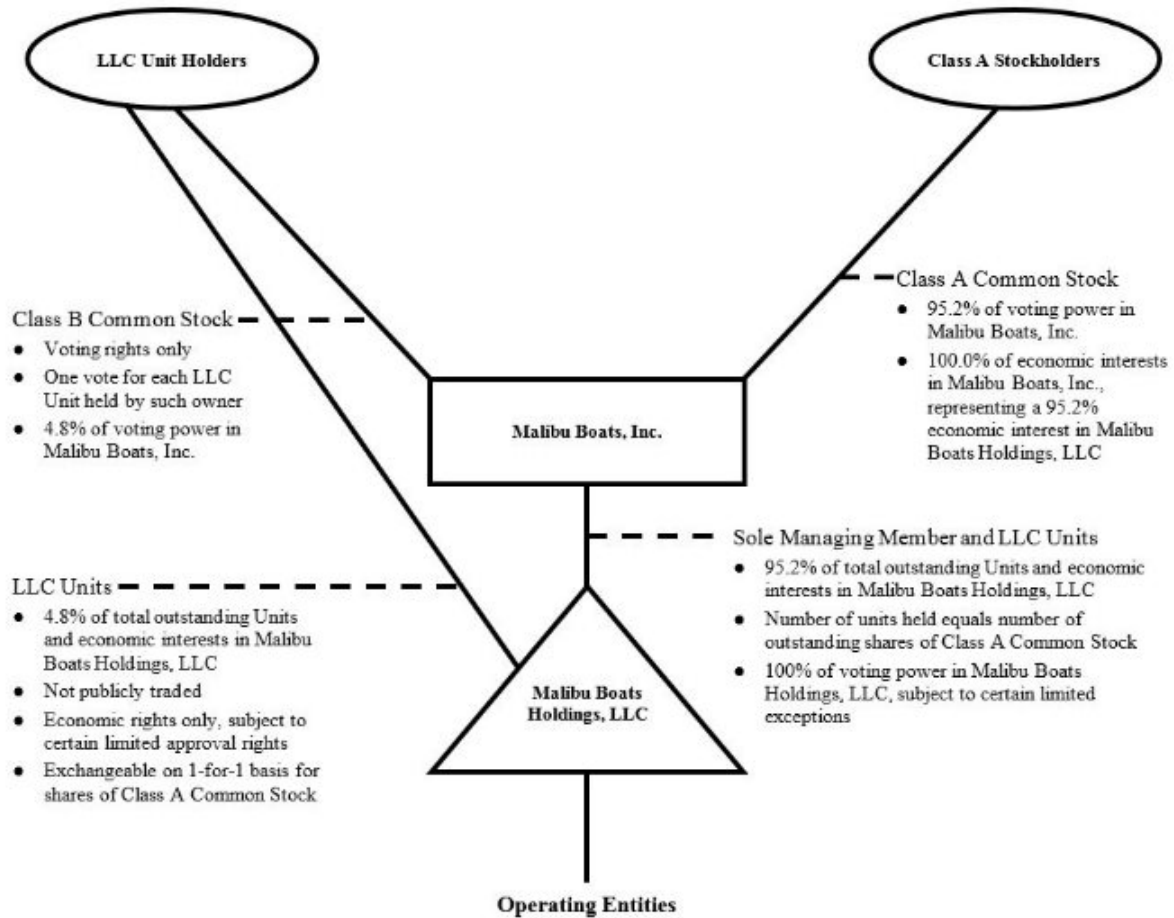 LLC Unit Holders
Class A Stockholders
Class A Common Stock
● 95.2% of voting power in
Malibu Boats, Inc.
● 100.0% of economic interests
in Malibu Boats, Inc.,
representing a 95.2%
economic interest in Malibu
Boats Holdings, LLC
Class B Common Stock
● Voting rights only
● One vote for each LLC
Unit held by such owner
● 4.8% of voting power in
Malibu Boats, Inc.
Malibu Boats, Inc.
Sole Managing Member and LLC Units
● 95.2% of total outstanding Units and economic
interests in Malibu Boats Holdings, LLC
● Number of units held equals number of
outstanding shares of Class A Common Stock
● 100% of voting power in Malibu Boats
Holdings, LLC, subject to certain limited
exceptions
LLC Units
● 4.8% of total outstanding Units
and economic interests in Malibu
Boats Holdings, LLC
● Not publicly traded
● Economic rights only, subject to
certain limited approval rights
● Exchangeable on 1-for-1 basis for
shares of Class A Common Stock
Malibu Boats
Holdings, LLC
Operating Entities